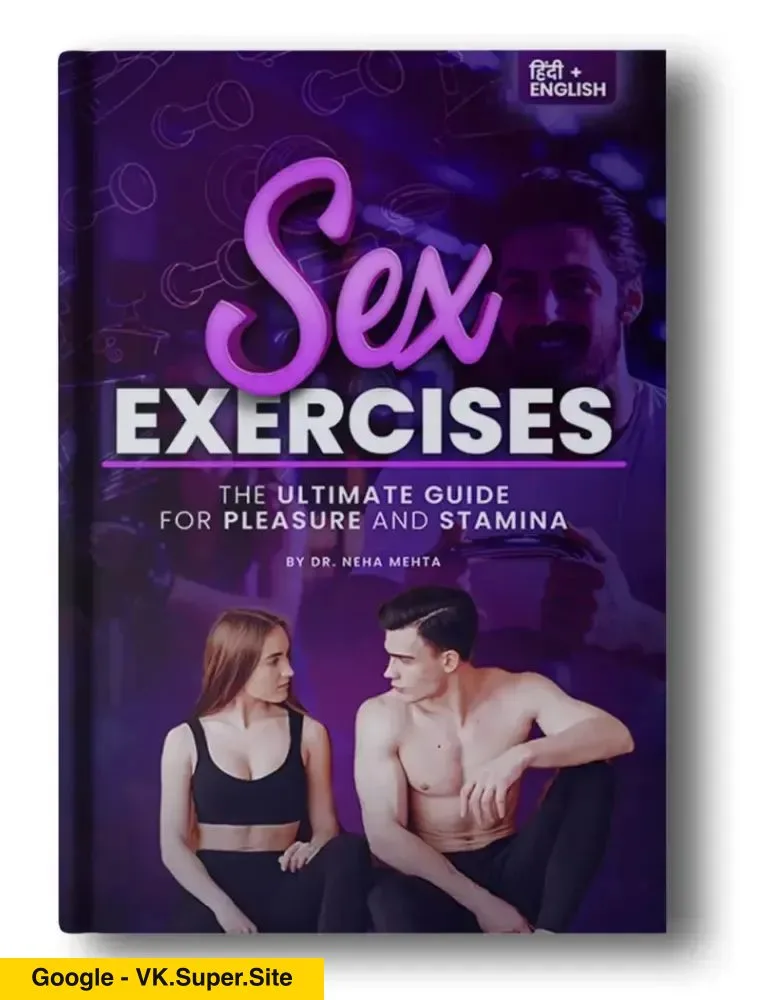 हिंदी +
ENGLISH
Sex
EXERCISES
THE ULTIMATE GUIDE
FOR PLEASURE AND STAMINA
BY DR. NEHA MEHTA
Google - VK.Super.Site